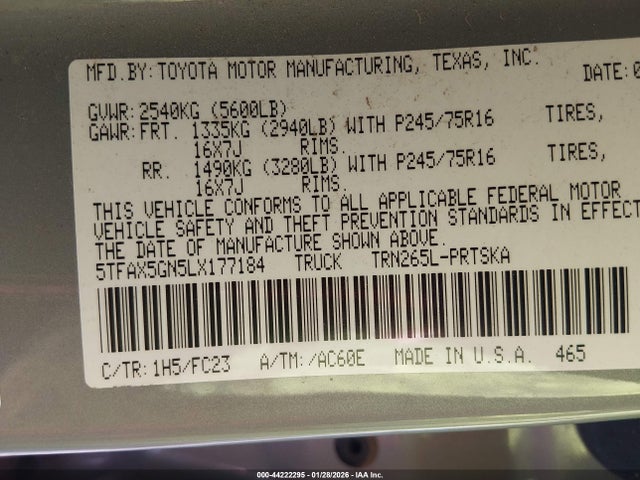 MFD.BY:TOYOTA MOTOR MANUFACTURING, TEXAS, INC.
DATE:0
GVWR:2540KG (5600LB)
GAWR:FRT. 1335KG (2940LB) WITH P245/75R16 TIRES,
16X7J RIMS.
RR. 1490KG (3280LB) WITH P245/75R16 TIRES,
16X7J RIMS.
THIS VEHICLE CONFORMS TO ALL APPLICABLE FEDERAL MOTOR
VEHICLE SAFETY AND THEFT PREVENTION STANDARDS IN EFFECT
THE DATE OF MANUFACTURE SHOWN ABOVE.
5TFAX5GN5LX177184 TRUCK TRN265L-PRTSKA
C/TR:1H5/FC23 A/TM:/AC60E MADE IN U.S.A. 465
000-44222295 - 01/28/2026 - IAA Inc.